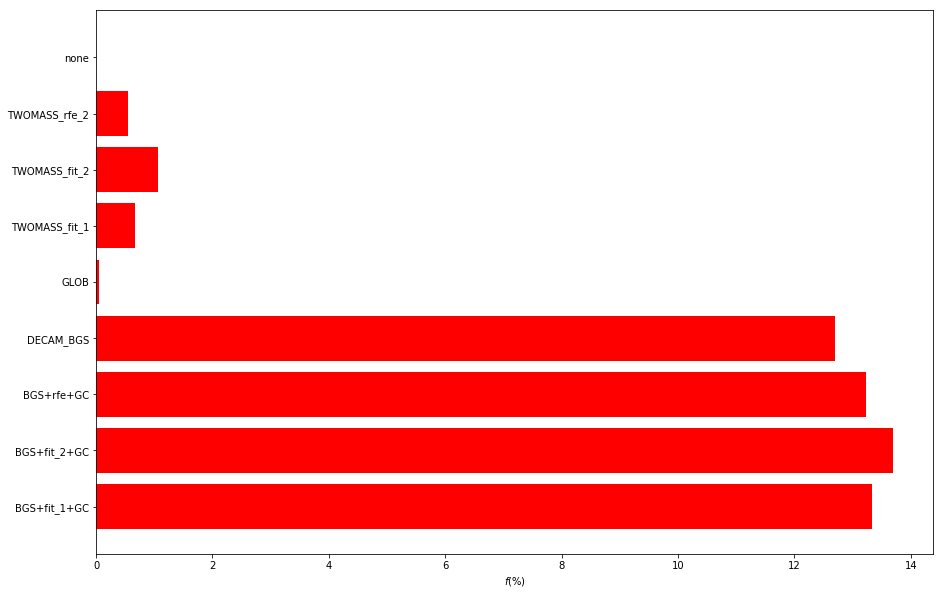 none
TWOMASS_rfe_2
TWOMASS_fit_2
TWOMASS_fit_1
GLOB
DECAM_BGS
BGS+rfe+GC
BGS+fit_2+GC
BGS+fit_1+GC
0 2 4 6 8 10 12 14
f(%)